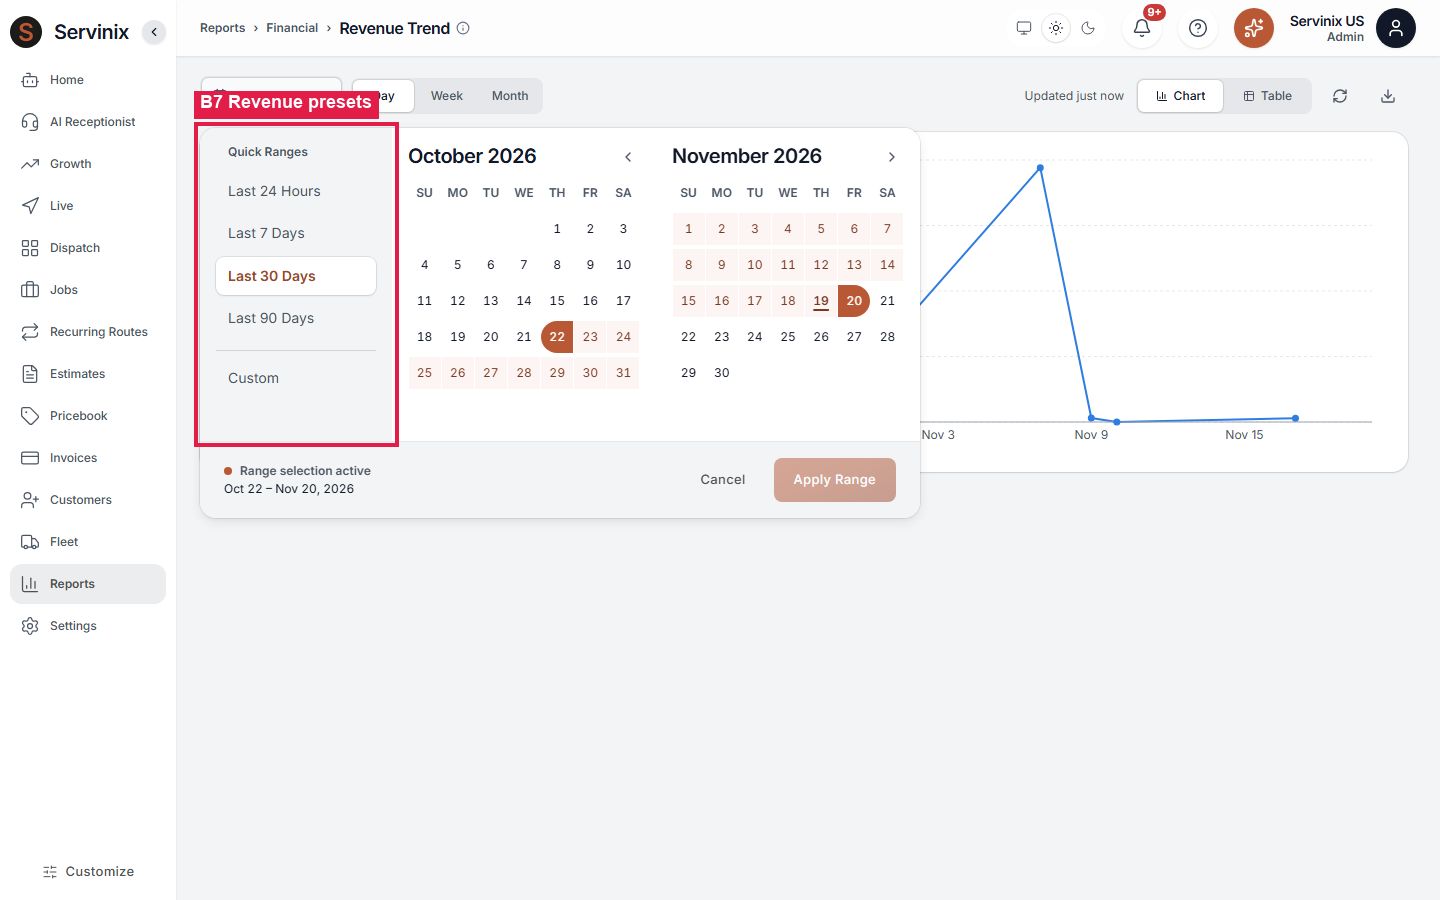 Servinix
Reports › Financial › Revenue Trend
9+
Servinix US
Admin
Home
AI Receptionist
Growth
Live
Dispatch
Jobs
Recurring Routes
Estimates
Pricebook
Invoices
Customers
Fleet
Reports
Settings
Customize
B7 Revenue presets
Week
Month
Updated just now
Chart
Table
Quick Ranges
Last 24 Hours
Last 7 Days
Last 30 Days
Last 90 Days
Custom
October 2026
SU MO TU WE TH FR SA
1 2 3
4 5 6 7 8 9 10
11 12 13 14 15 16 17
18 19 20 21 22 23 24
25 26 27 28 29 30 31
November 2026
SU MO TU WE TH FR SA
1 2 3 4 5 6 7
8 9 10 11 12 13 14
15 16 17 18 19 20 21
22 23 24 25 26 27 28
29 30
Range selection active
Oct 22 – Nov 20, 2026
Cancel
Apply Range
Nov 3
Nov 9
Nov 15